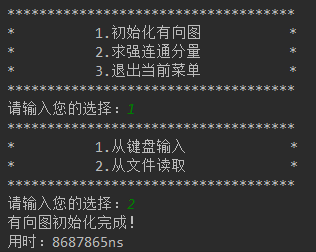 ************************************
*          1.初始化有向图           *
*          2.求强连通分量           *
*          3.退出当前菜单           *
************************************
请输入您的选择：1
************************************
*          1.从键盘输入             *
*          2.从文件读取             *
************************************
请输入您的选择：2
有向图初始化完成!
用时：8687865ns